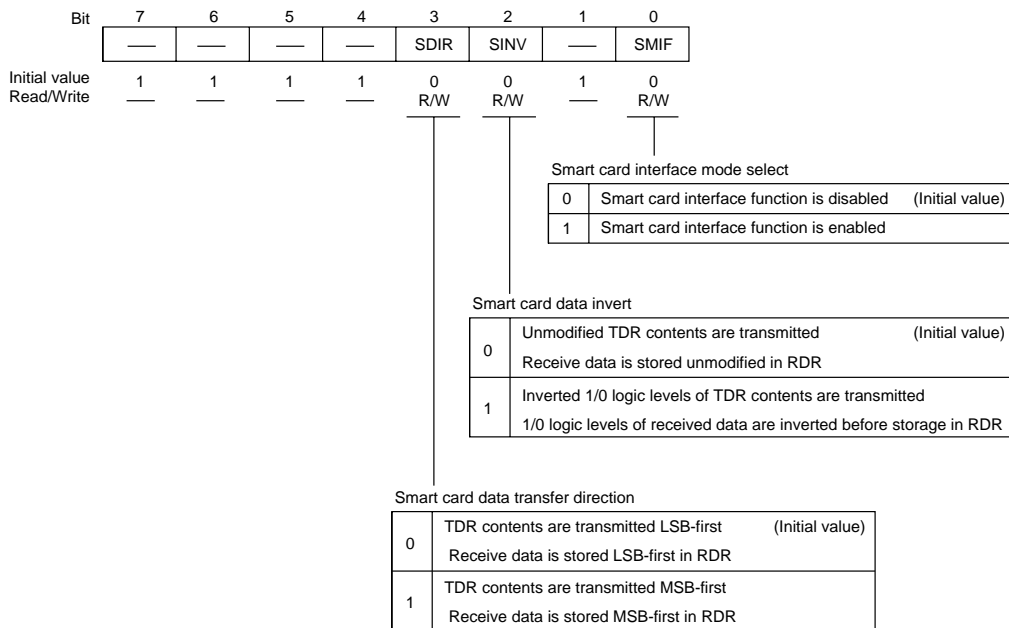 Bit 7 6 5 4 3 2 1 0
— — — — SDIR SINV — SMIF
Initial value 1 1 1 1 0 0 1 0
Read/Write — — — — R/W R/W — R/W
Smart card interface mode select
0 Smart card interface function is disabled (Initial value)
1 Smart card interface function is enabled
Smart card data invert
0 Unmodified TDR contents are transmitted (Initial value)
Receive data is stored unmodified in RDR
1 Inverted 1/0 logic levels of TDR contents are transmitted
1/0 logic levels of received data are inverted before storage in RDR
Smart card data transfer direction
0 TDR contents are transmitted LSB-first (Initial value)
Receive data is stored LSB-first in RDR
1 TDR contents are transmitted MSB-first
Receive data is stored MSB-first in RDR